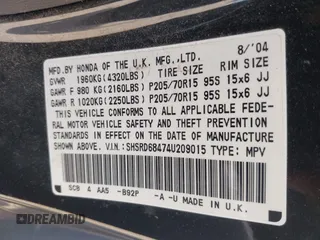 MFD.BY HONDA OF THE U.K. MFG.,LTD. 8/'04
GVWR 1960KG(4320LBS) TIRE SIZE RIM SIZE
GAWR F 980 KG(2160LBS) P205/70R15 95S 15x6 JJ
GAWR R 1020KG(2250LBS) P205/70R15 95S 15x6 JJ
THIS VEHICLE CONFORMS TO ALL APPLICABLE FEDE-
RAL MOTOR VEHICLE SAFETY AND THEFT PREVENTION
STANDARDS IN EFFECT ON THE DATE OF MANUFACTURE
SHOWN ABOVE. V.I.N.:SHSRD68474U209015 TYPE: MPV
SCB 4 AA5 -B92P -A -U MADE IN U.K.
DREAMBID